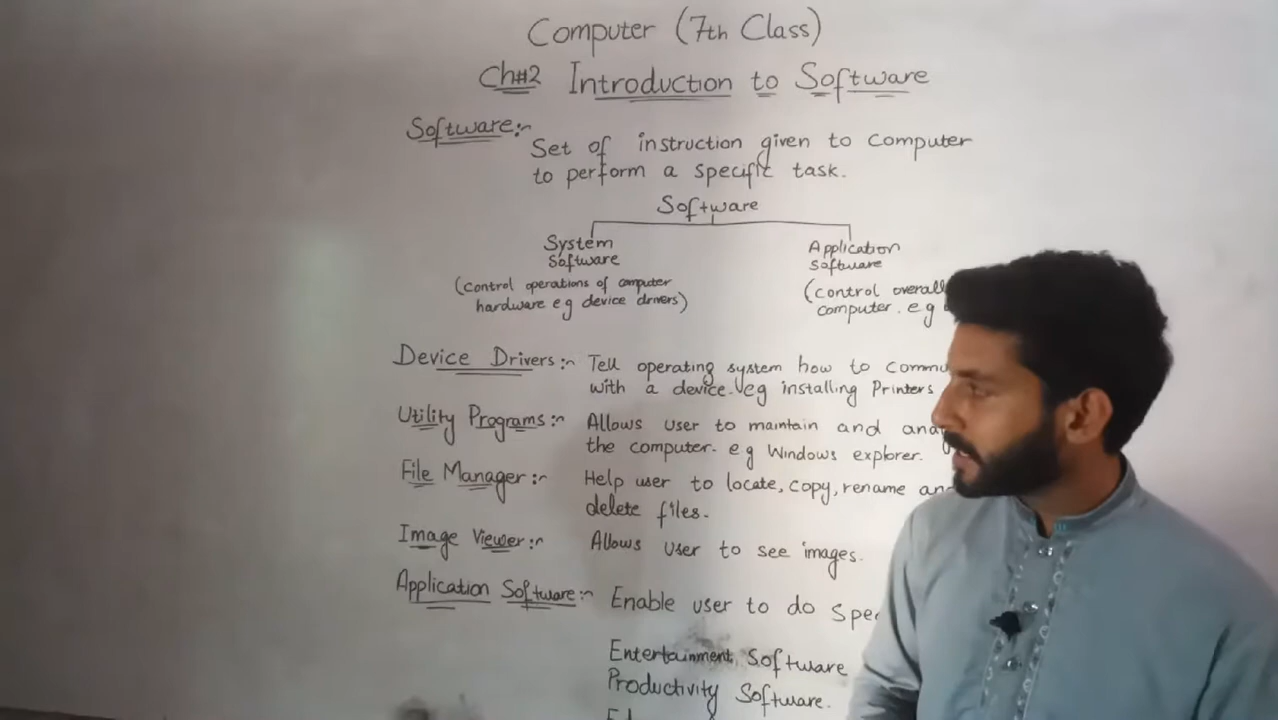 Computer (7th Class)
Ch#2 Introduction to Software
Software:-
Set of instruction given to computer
to perform a specific task.
Software
System
Software
(control operations of computer
hardware e.g device drivers)
Application
Software
(control overall
computer. e.g
Device Drivers:- Tell operating system how to
with a device. eg installing Printers
Utility Programs:- Allows user to maintain and
the computer. e.g Windows explorer.
File Manager:- Help user to locate, copy, rename and
delete files.
Image Viewer:- Allows user to see images.
Application Software:- Enable user to do
Entertainment Software
Productivity Software.